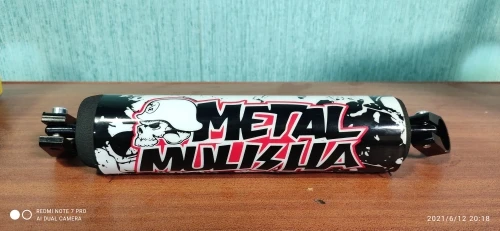 METAL
MULISHA
REDMI NOTE 7 PRO
AI DUAL CAMERA
2021/6/12 20:18